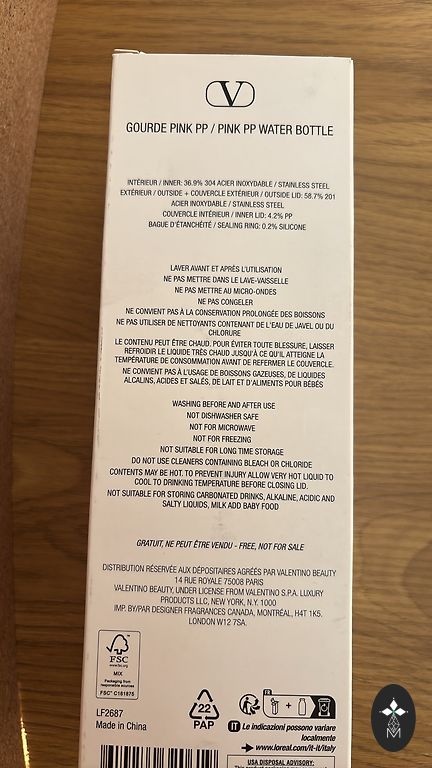 V
GOURDE PINK PP / PINK PP WATER BOTTLE
INTÉRIEUR / INNER: 36.9% 304 ACIER INOXYDABLE / STAINLESS STEEL
EXTÉRIEUR / OUTSIDE + COUVERCLE EXTÉRIEUR / OUTSIDE LID: 58.7% 201
ACIER INOXYDABLE / STAINLESS STEEL
COUVERCLE INTÉRIEUR / INNER LID: 4.2% PP
BAGUE D'ÉTANCHÉITÉ / SEALING RING: 0.2% SILICONE
LAVER AVANT ET APRÈS L'UTILISATION
NE PAS METTRE DANS LE LAVE-VAISSELLE
NE PAS METTRE AU MICRO-ONDES
NE PAS CONGELER
NE CONVIENT PAS À LA CONSERVATION PROLONGÉE DES BOISSONS
NE PAS UTILISER DE NETTOYANTS CONTENANT DE L'EAU DE JAVEL OU DU
CHLORURE
LE CONTENU PEUT ÊTRE CHAUD. POUR ÉVITER TOUTE BLESSURE, LAISSER
REFROIDIR LE LIQUIDE TRÈS CHAUD JUSQU'À CE QU'IL ATTEIGNE LA
TEMPÉRATURE DE CONSOMMATION AVANT DE REFERMER LE COUVERCLE.
NE CONVIENT PAS À L'USAGE DE BOISSONS GAZEUSES, DE LIQUIDES
ALCALINS, ACIDES ET SALÉS, DE LAIT ET D'ALIMENTS POUR BÉBÉS
WASHING BEFORE AND AFTER USE
NOT DISHWASHER SAFE
NOT FOR MICROWAVE
NOT FOR FREEZING
NOT SUITABLE FOR LONG TIME STORAGE
DO NOT USE CLEANERS CONTAINING BLEACH OR CHLORIDE
CONTENTS MAY BE HOT. TO PREVENT INJURY ALLOW VERY HOT LIQUID TO
COOL TO DRINKING TEMPERATURE BEFORE CLOSING LID.
NOT SUITABLE FOR STORING CARBONATED DRINKS, ALKALINE, ACIDIC AND
SALTY LIQUIDS, MILK ADD BABY FOOD
GRATUIT, NE PEUT ÊTRE VENDU - FREE, NOT FOR SALE
DISTRIBUTION RÉSERVÉE AUX DÉPOSITAIRES AGRÉÉS PAR VALENTINO BEAUTY
14 RUE ROYALE 75008 PARIS
VALENTINO BEAUTY, UNDER LICENSE FROM VALENTINO S.P.A. LUXURY
PRODUCTS LLC, NEW YORK, N.Y. 1000
IMP. BY/PAR DESIGNER FRAGRANCES CANADA, MONTRÉAL, H4T 1K5.
LONDON W12 7SA.
FSC
www.fsc.org
MIX
Packaging from
responsible sources
FSC® C181875
LF2687
Made in China
22
PAP
FR
+
IT Le indicazioni possono variare
localmente
www.loreal.com/it-it/italy
USA DISPOSAL ADVISORY:
M